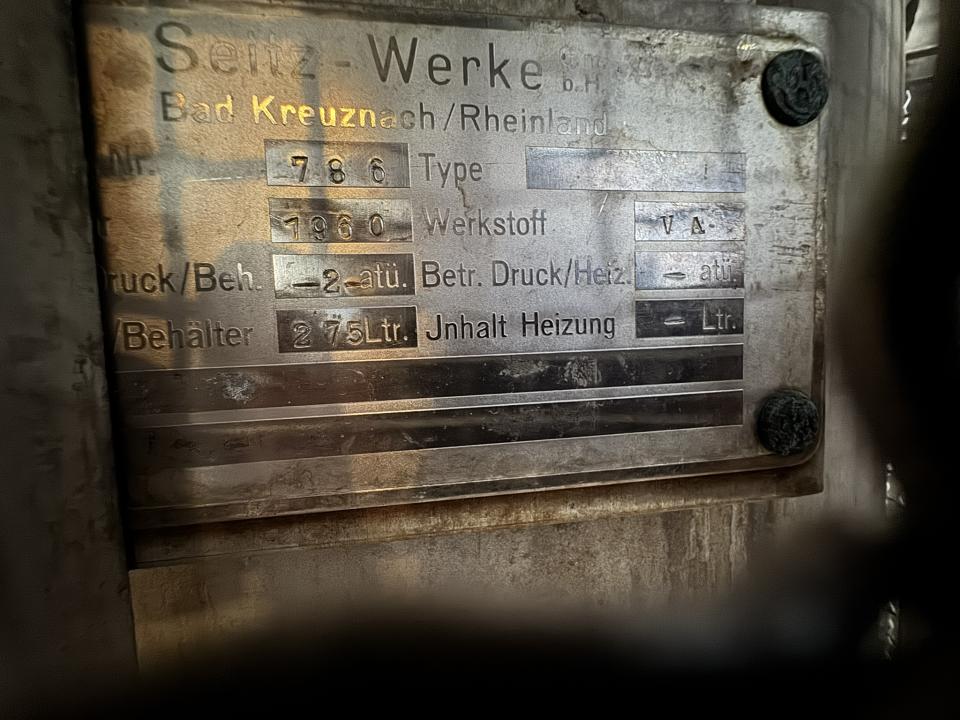 Seitz-Werke G.m.b.H.
Bad Kreuznach/Rheinland
Nr. 786 Type
1960 Werkstoff VA
Druck/Beh. -2- atü. Betr. Druck/Heiz. - atü.
/Behälter 275 Ltr. Jnhalt Heizung - Ltr.